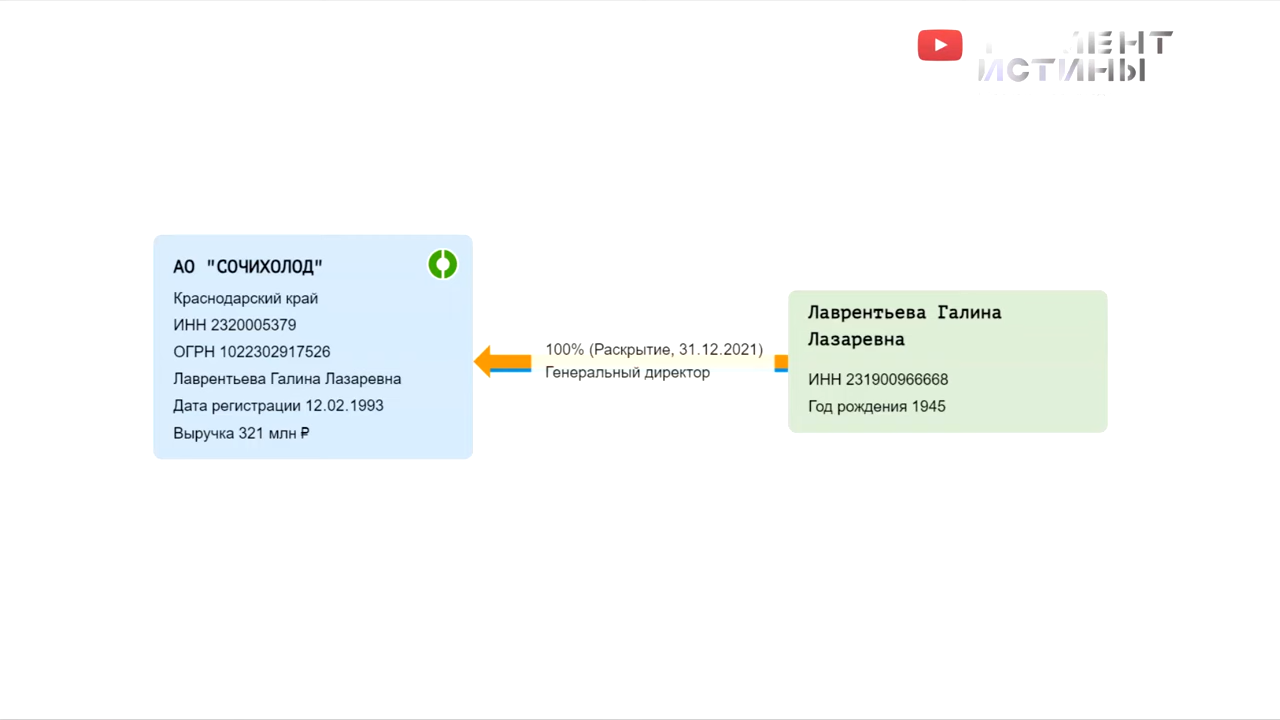 ИСТИНЫ
АО "СОЧИХОЛОД"
Краснодарский край
ИНН 2320005379
ОГРН 1022302917526
Лаврентьева Галина Лазаревна
Дата регистрации 12.02.1993
Выручка 321 млн ₽
100% (Раскрытие, 31.12.2021)
Генеральный директор
Лаврентьева Галина
Лазаревна
ИНН 231900966668
Год рождения 1945